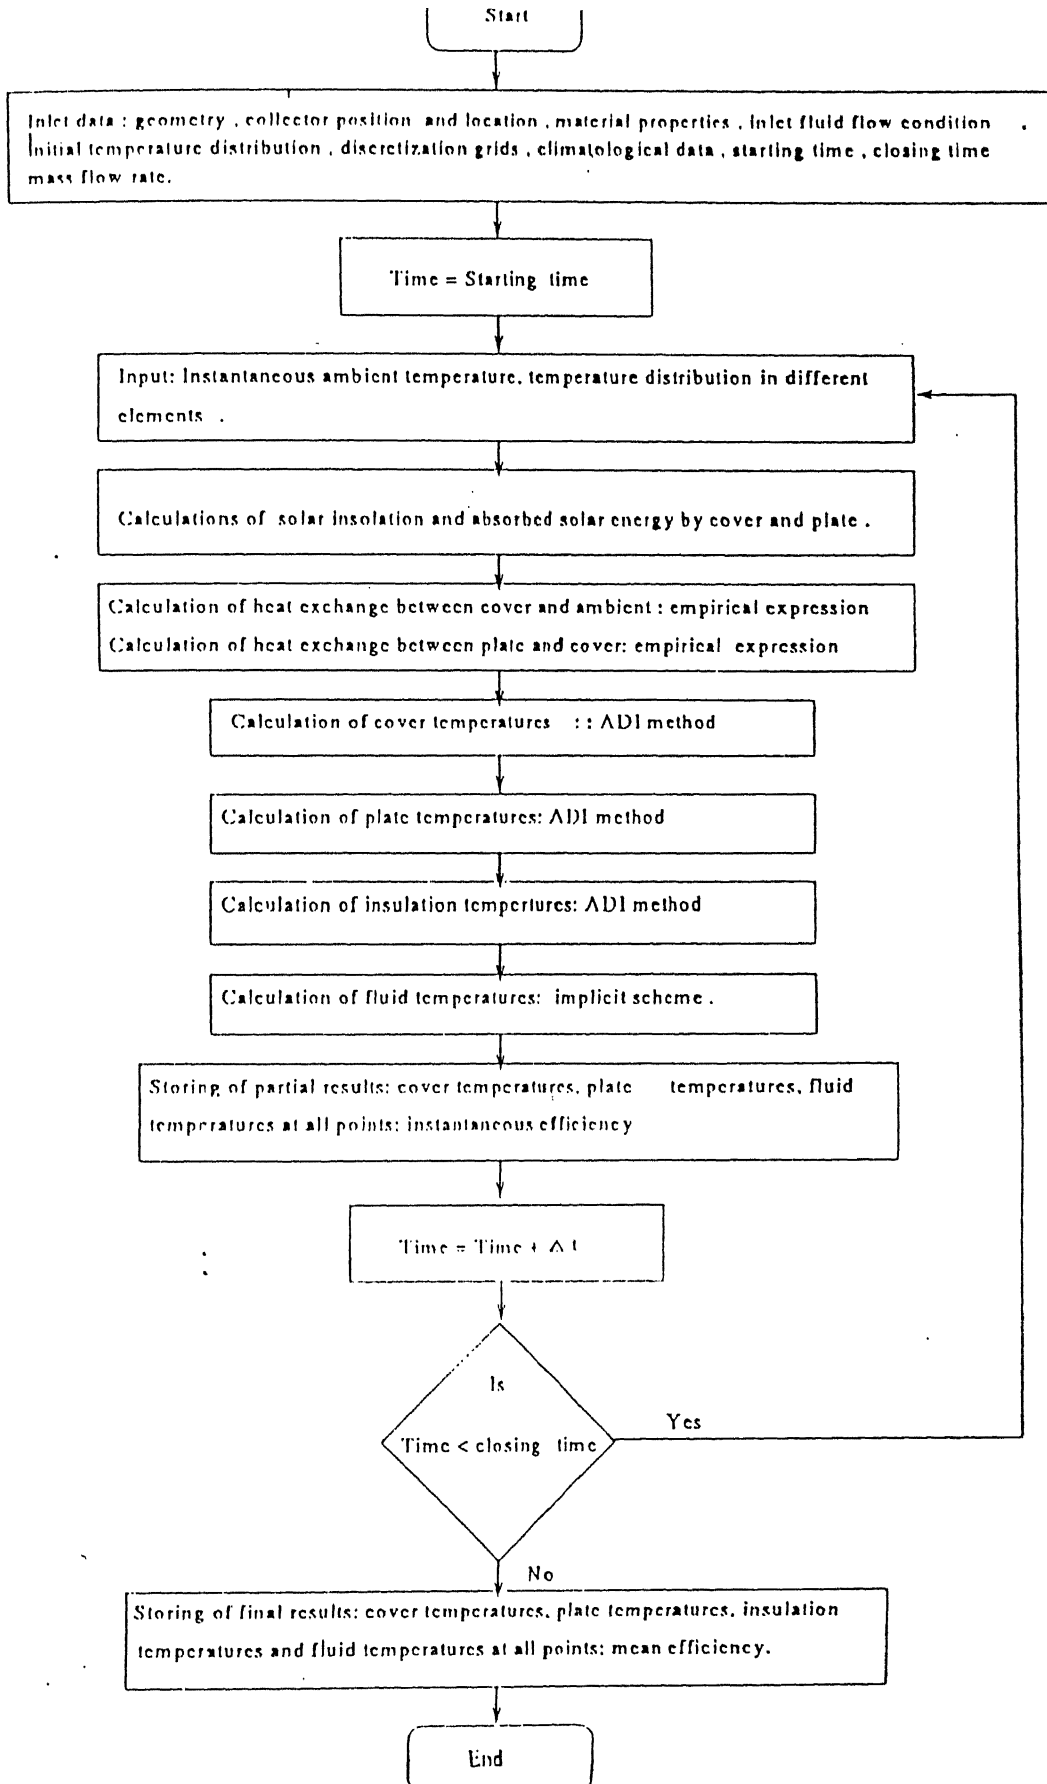 Start
Inlet data : geometry , collector position and location , material properties , inlet fluid flow condition .
Initial temperature distribution , discretization grids , climatological data , starting time , closing time
mass flow rate.
Time = Starting time
Input: Instantaneous ambient temperature, temperature distribution in different
elements .
Calculations of solar insolation and absorbed solar energy by cover and plate .
Calculation of heat exchange between cover and ambient : empirical expression
Calculation of heat exchange between plate and cover: empirical expression
Calculation of cover temperatures : : ADI method
Calculation of plate temperatures: ADI method
Calculation of insulation tempertures: ADI method
Calculation of fluid temperatures: implicit scheme .
Storing of partial results: cover temperatures, plate temperatures, fluid
temperatures at all points: instantaneous efficiency
Time = Time + Δ t
Is
Time < closing time
Yes
No
Storing of final results: cover temperatures, plate temperatures, insulation
temperatures and fluid temperatures at all points: mean efficiency.
End